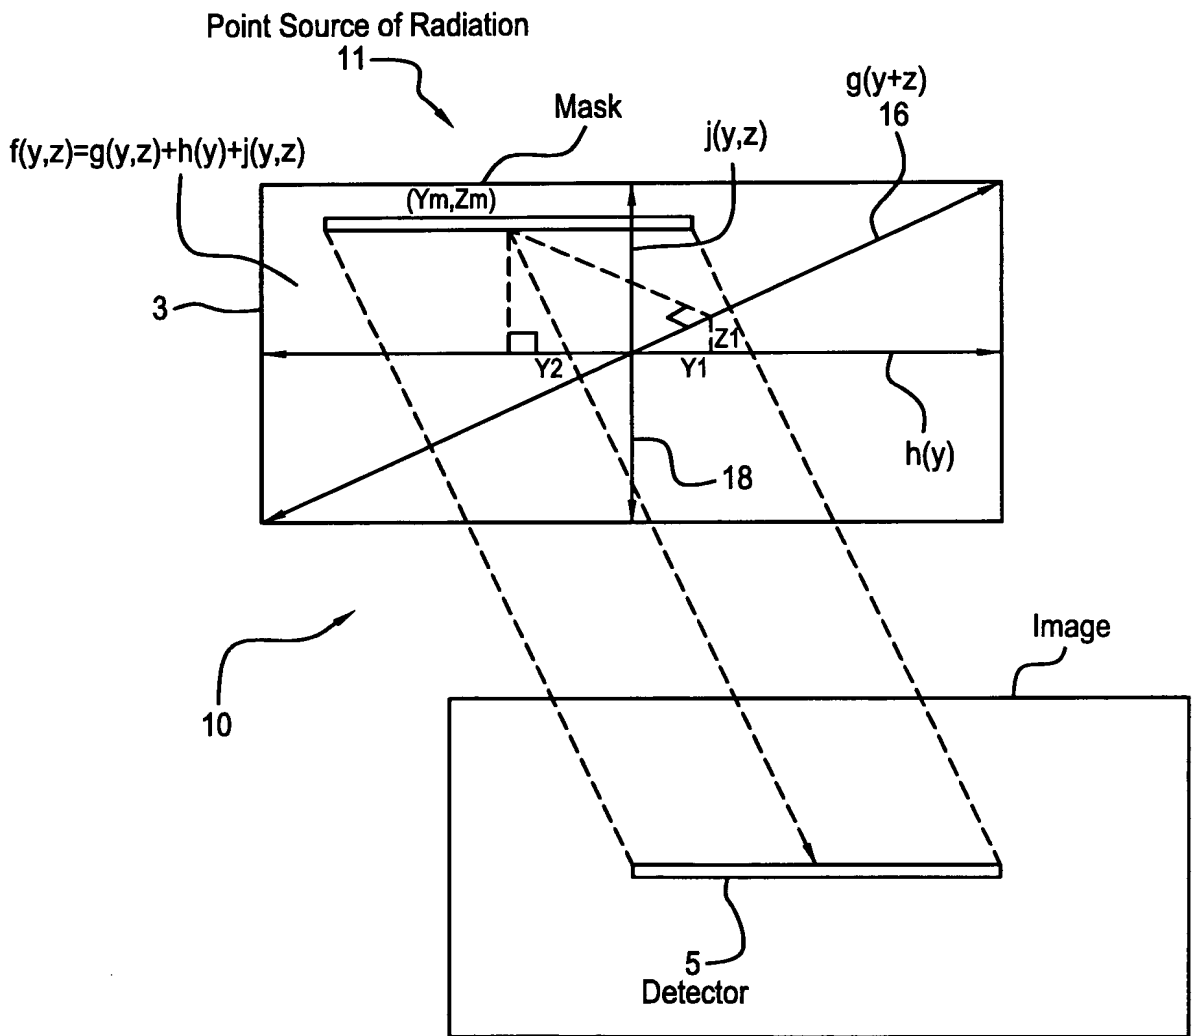 Point Source of Radiation
11
g(y+z)
16
Mask
j(y,z)
f(y,z)=g(y,z)+h(y)+j(y,z)
(Ym,Zm)
3
Z1
Y2
Y1
h(y)
18
10
Image
5
Detector